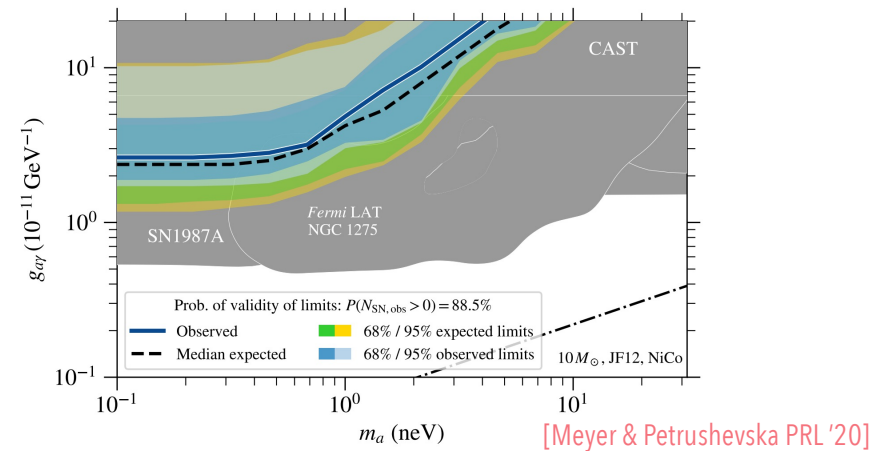 10¹
10⁰
10⁻¹
g_{aγ} (10⁻¹¹ GeV⁻¹)
CAST
Fermi LAT
NGC 1275
SN1987A
Prob. of validity of limits: P(N_{SN, obs} > 0) = 88.5%
Observed
68% / 95% expected limits
Median expected
68% / 95% observed limits
10M_⊙, JF12, NiCo
10⁻¹
10⁰
10¹
m_a (neV)
[Meyer & Petrushevska PRL '20]